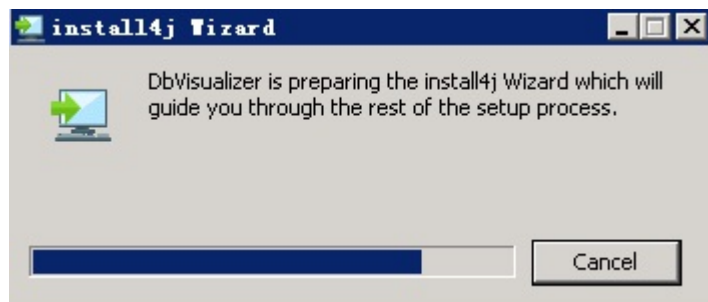 install4j Wizard
DbVisualizer is preparing the install4j Wizard which will
guide you through the rest of the setup process.
Cancel